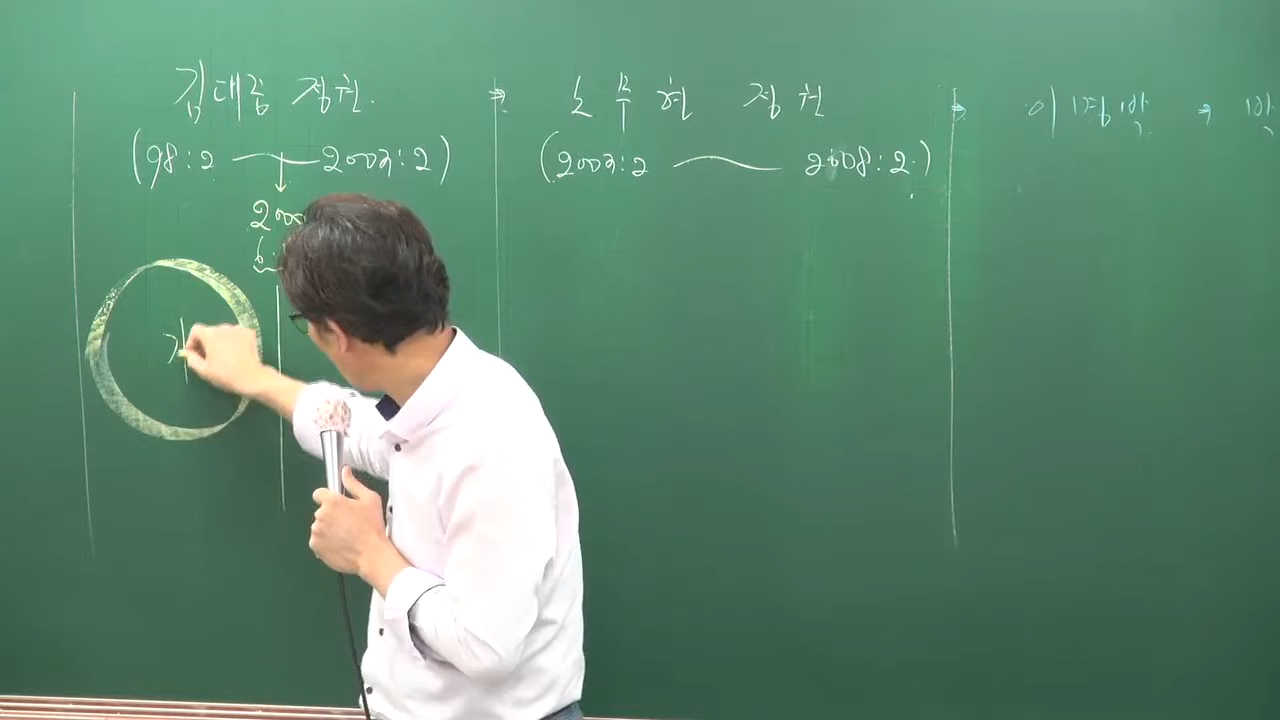 김대중 정권 ⇒ 노무현 정권 ⇒ 이명박 →
(98:2 ~ 2003:2) (2003:2 ~ 2008:2)
↓
2000
6.